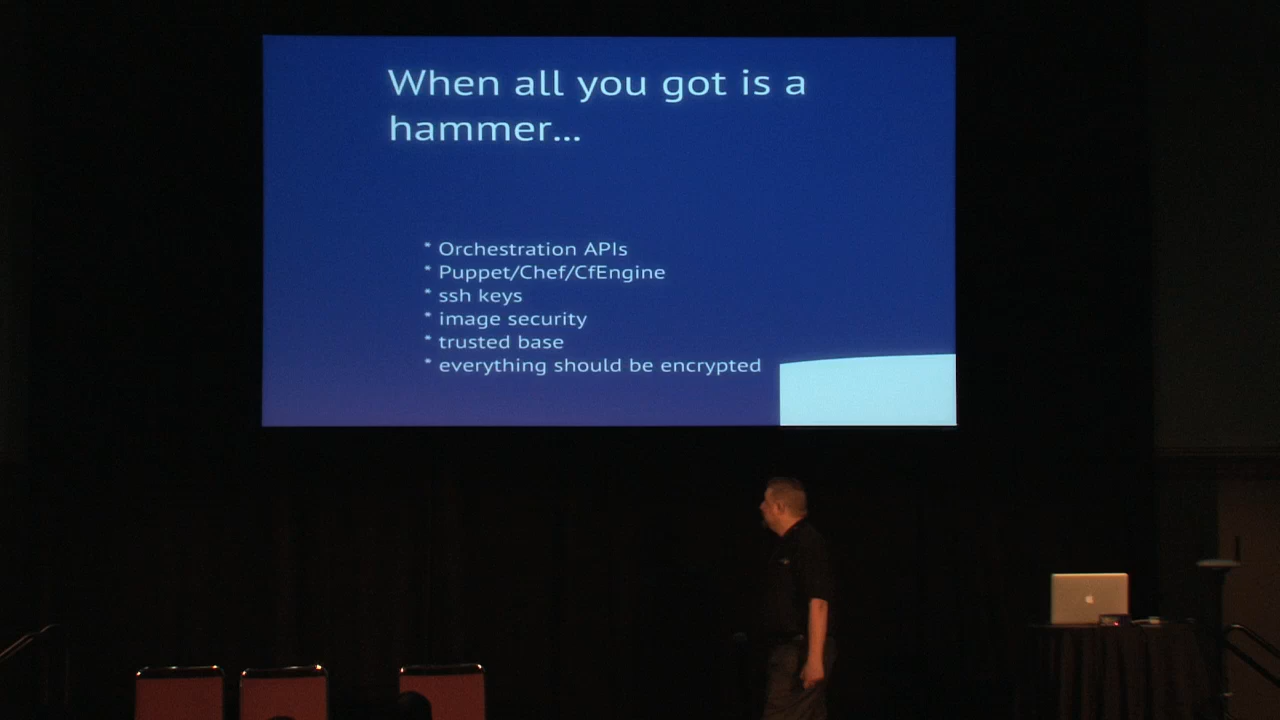 When all you got is a
hammer...
* Orchestration APIs
* Puppet/Chef/CfEngine
* ssh keys
* image security
* trusted base
* everything should be encrypted